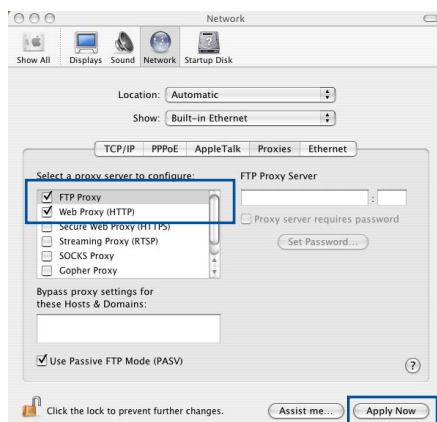 Network
Show All Displays Sound Network Startup Disk
Location: Automatic
Show: Built-in Ethernet
TCP/IP PPPoE AppleTalk Proxies Ethernet
Select a proxy server to configure: FTP Proxy Server
FTP Proxy :
Web Proxy (HTTP) Proxy server requires password
Secure Web Proxy (HTTPS)
Streaming Proxy (RTSP) Set Password...
SOCKS Proxy
Gopher Proxy
Bypass proxy settings for
these Hosts & Domains:
Use Passive FTP Mode (PASV) ?
Click the lock to prevent further changes. Assist me... Apply Now